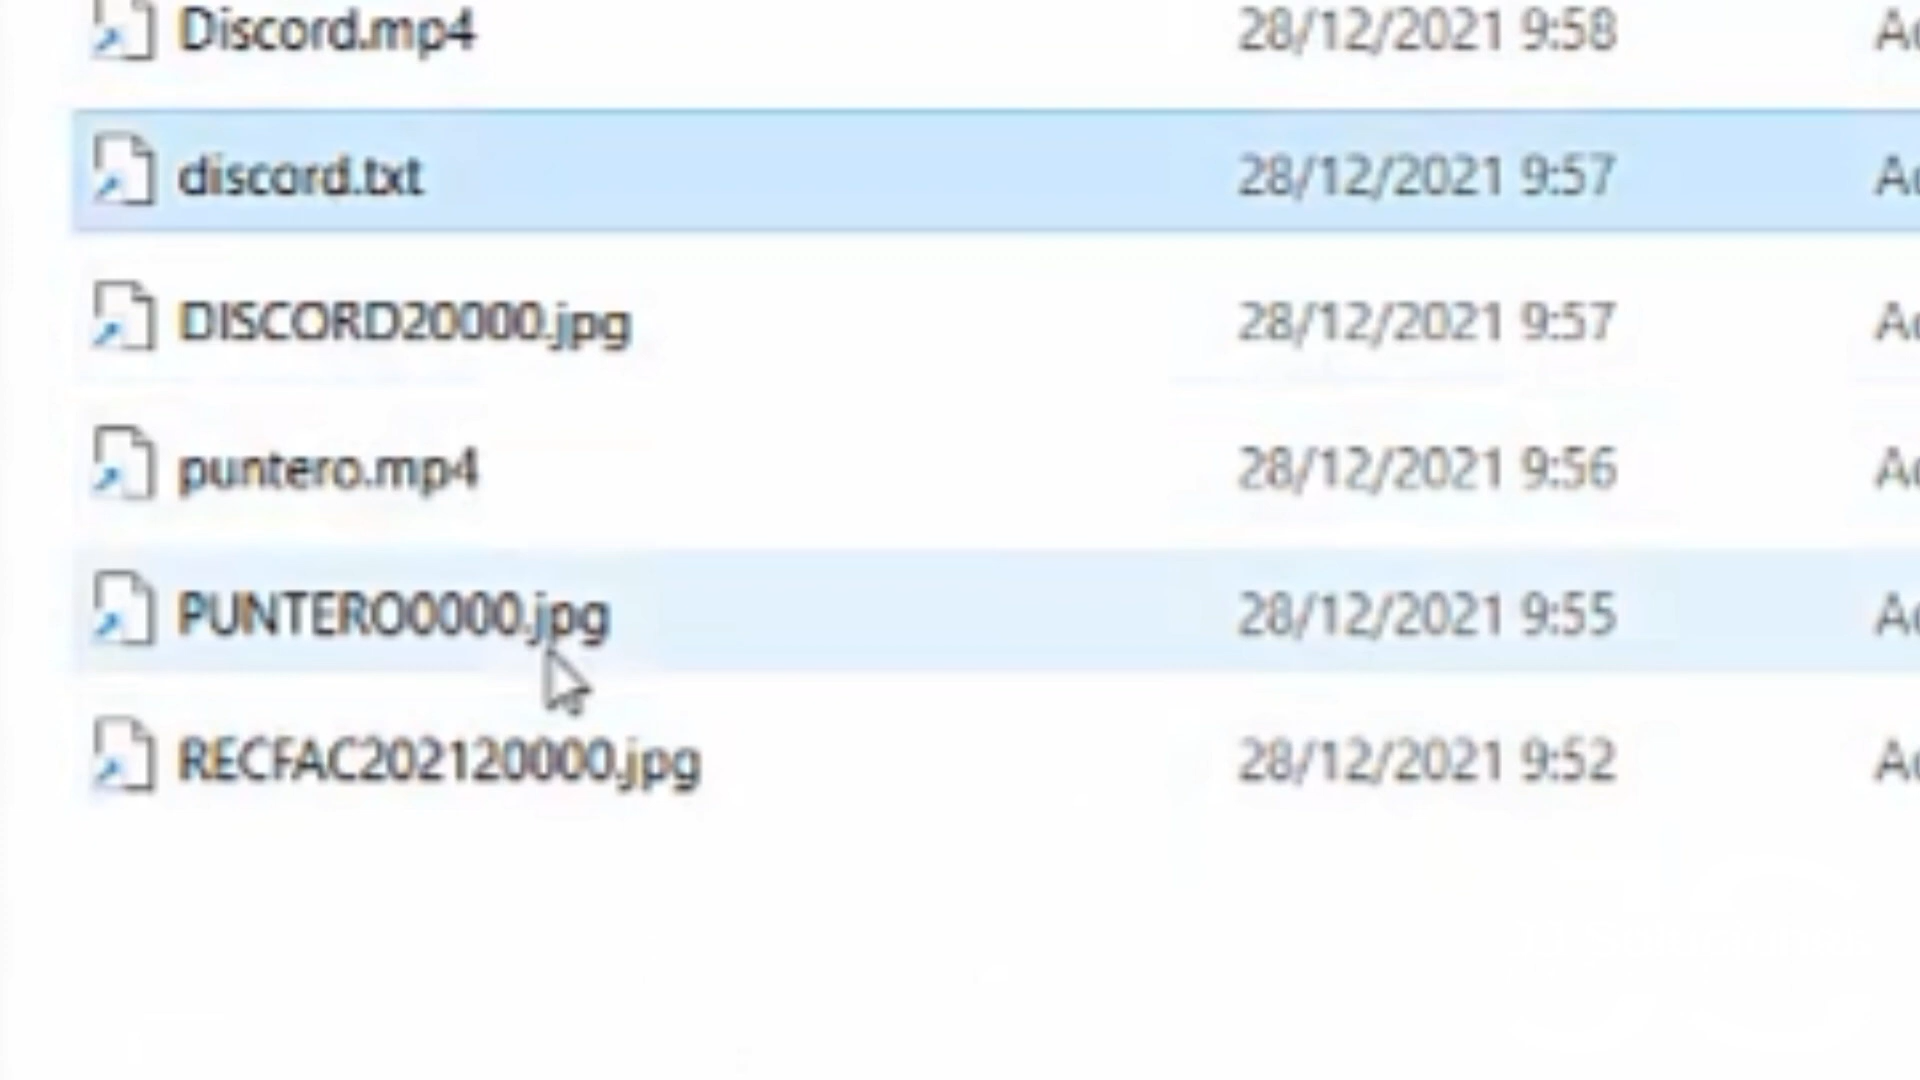 Discord.mp4 28/12/2021 9:58
discord.txt 28/12/2021 9:57
DISCORD20000.jpg 28/12/2021 9:57
puntero.mp4 28/12/2021 9:56
PUNTERO0000.jpg 28/12/2021 9:55
RECFAC202120000.jpg 28/12/2021 9:52